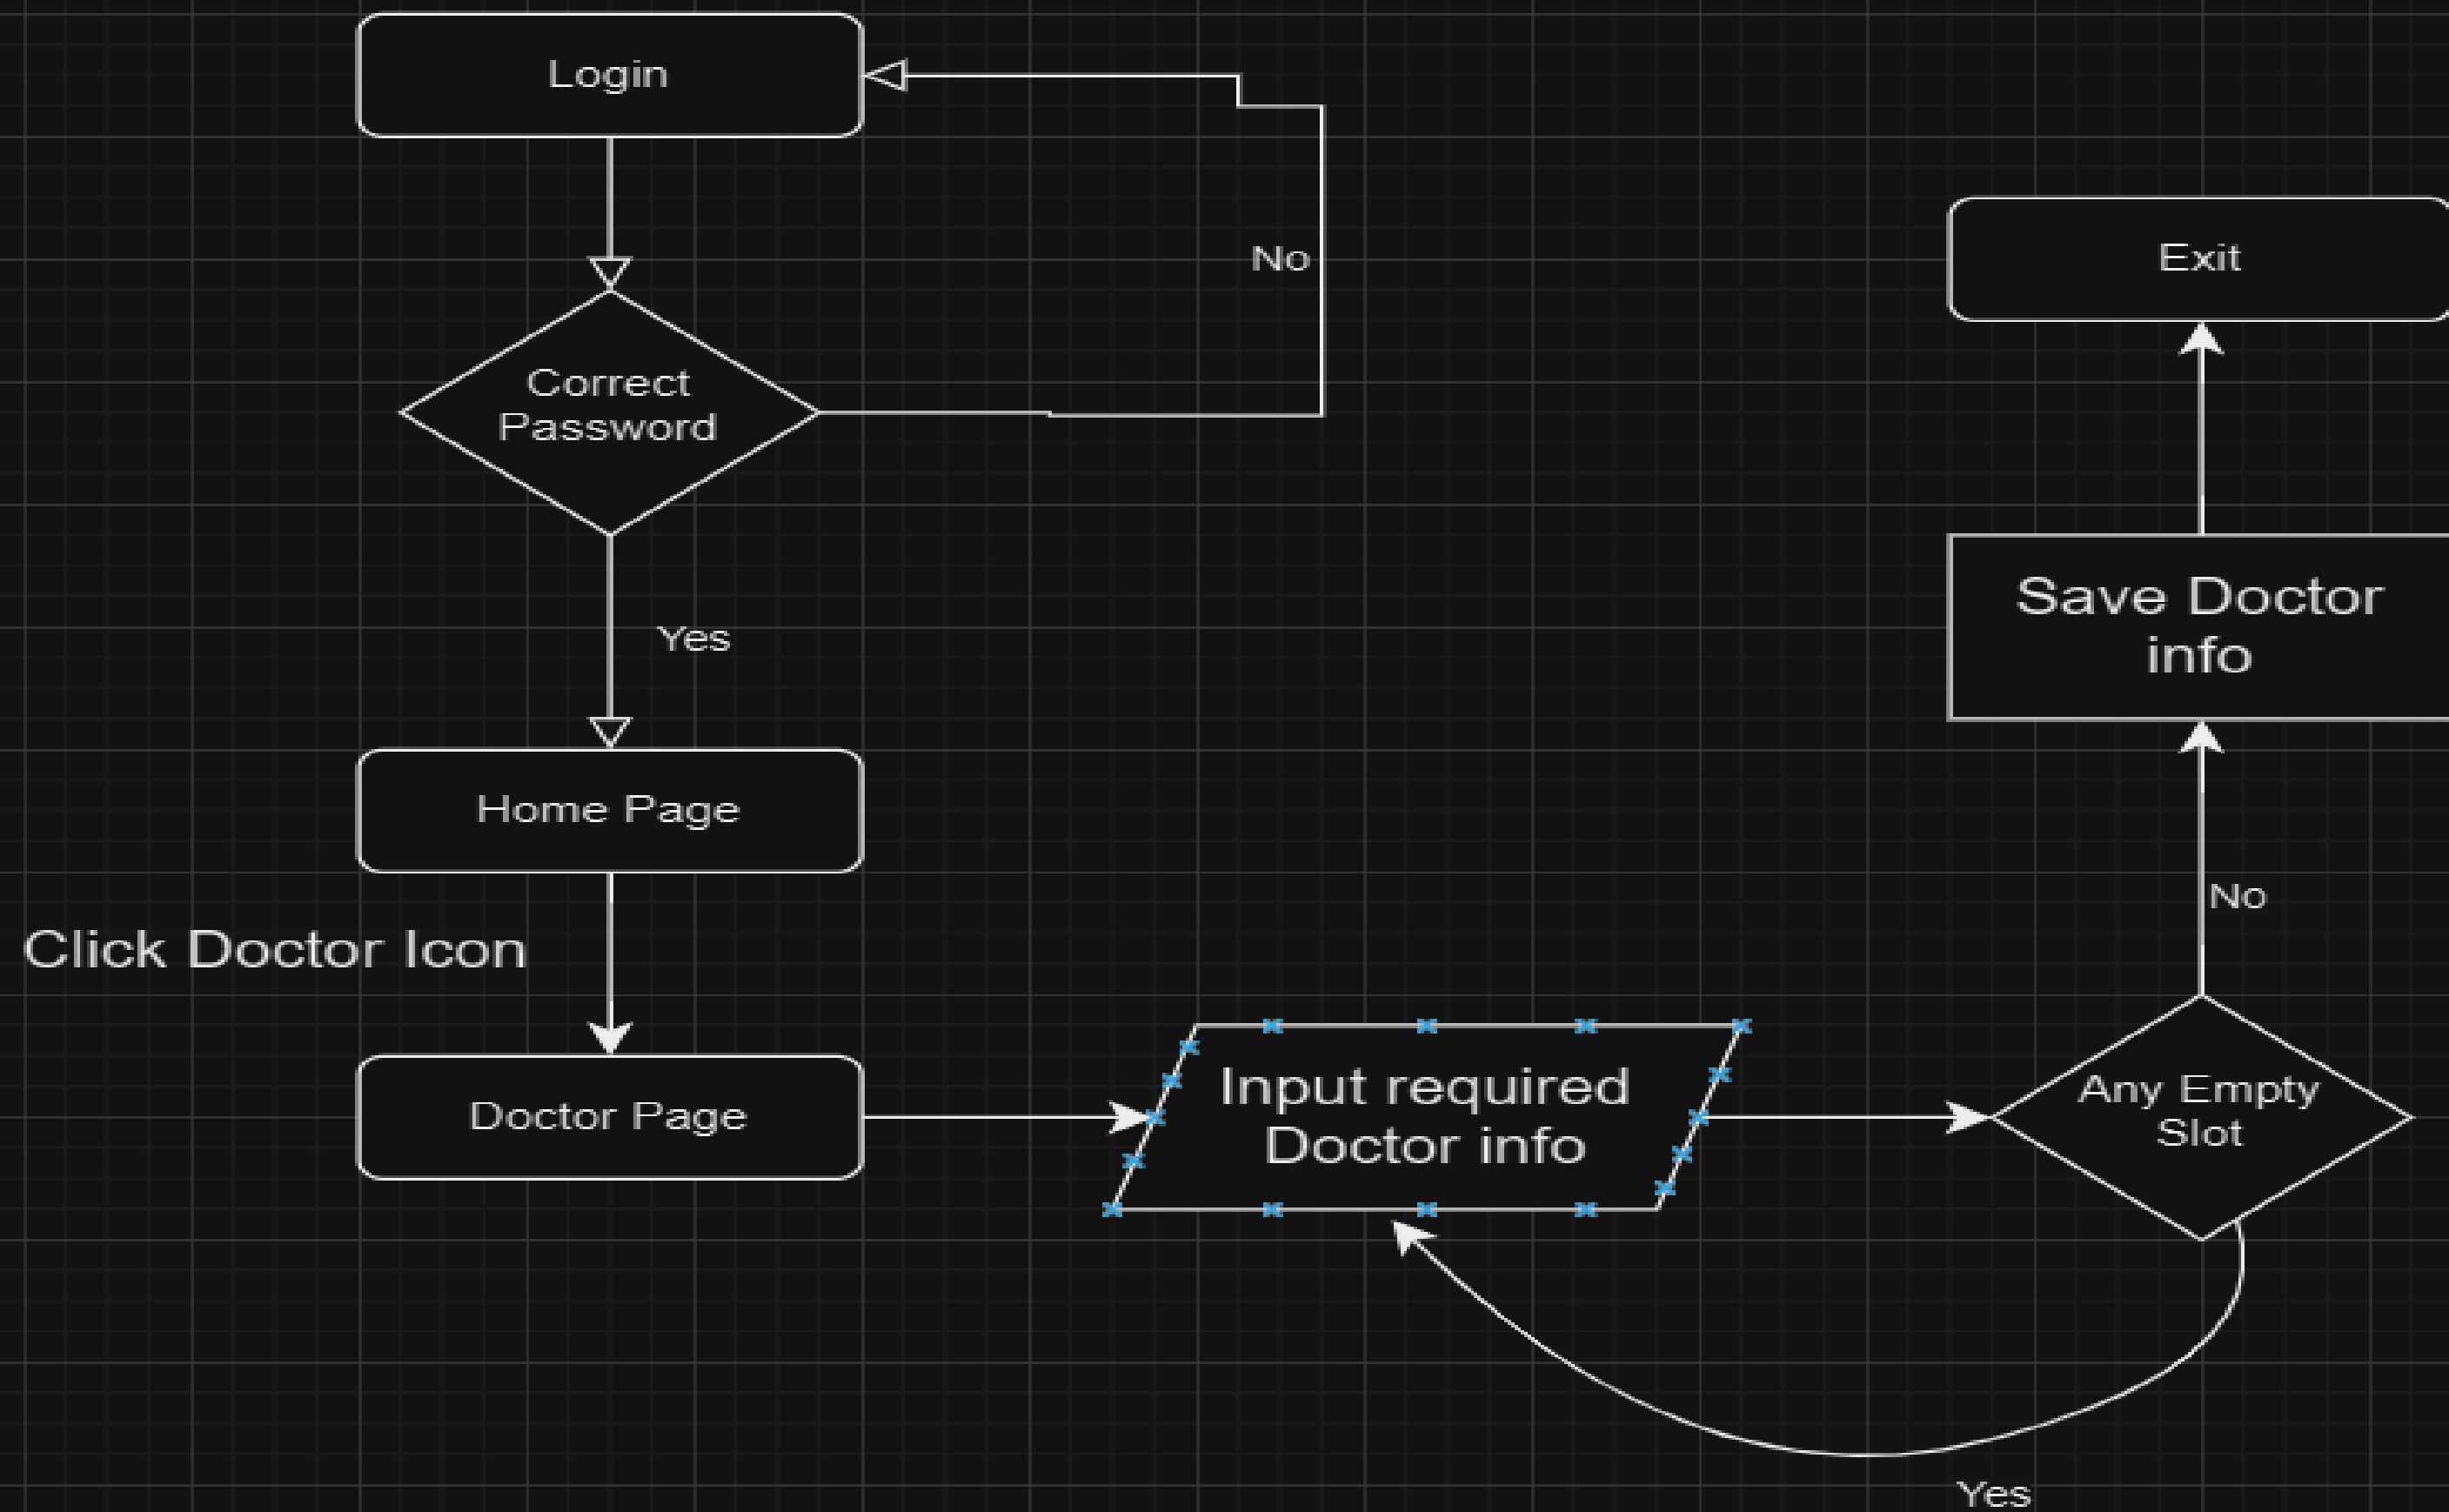 Login
No
Exit
Correct
Password
Save Doctor
info
Yes
Home Page
No
Click Doctor Icon
Doctor Page
Input required
Doctor info
Any Empty
Slot
Yes